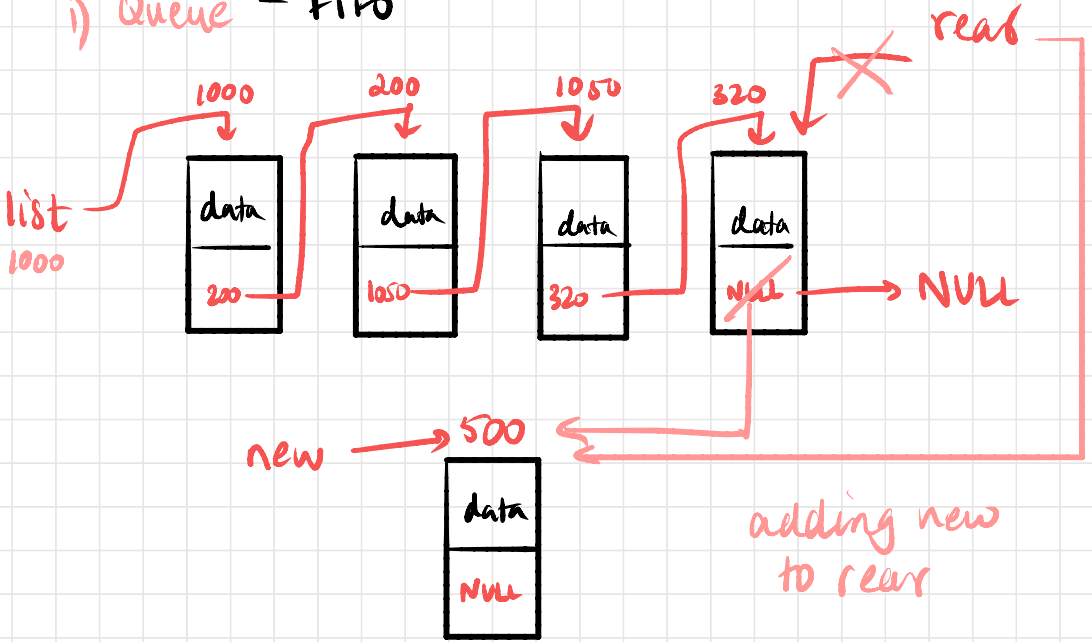 i) Queue - FIFO
rear
1000 200 1050 320
list
1000
data data data data
200 1050 320 NULL NULL
new 500
data
NULL
adding new
to rear